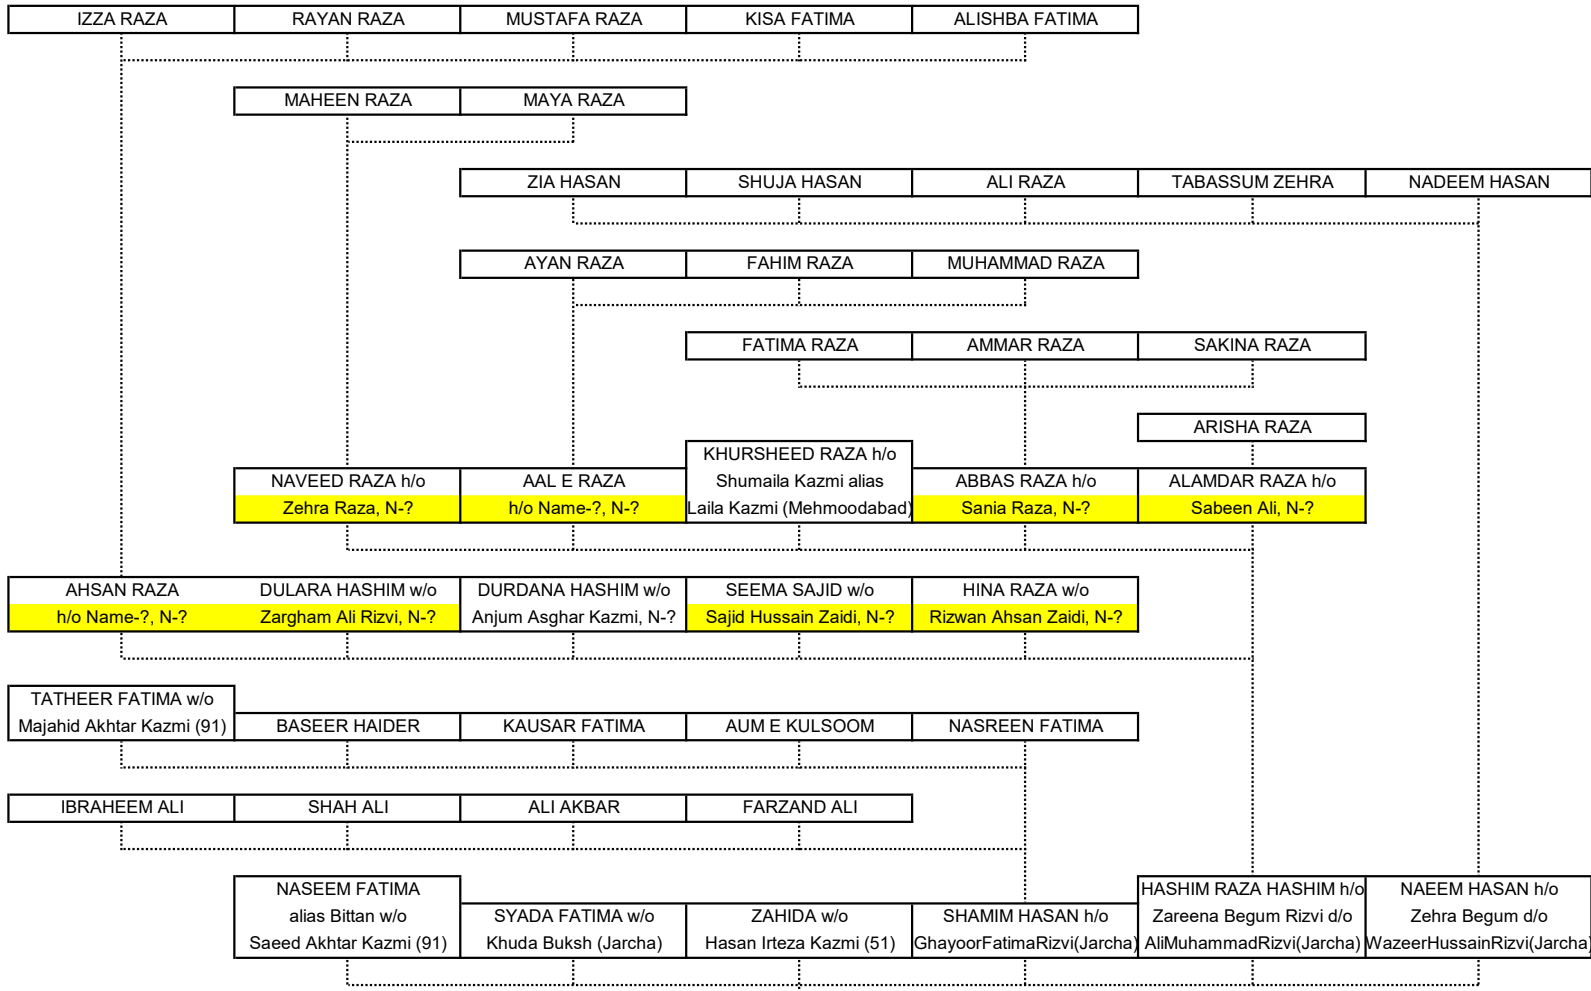 IZZA RAZA
RAYAN RAZA
MUSTAFA RAZA
KISA FATIMA
ALISHBA FATIMA
MAHEEN RAZA
MAYA RAZA
ZIA HASAN
SHUJA HASAN
ALI RAZA
TABASSUM ZEHRA
NADEEM HASAN
AYAN RAZA
FAHIM RAZA
MUHAMMAD RAZA
FATIMA RAZA
AMMAR RAZA
SAKINA RAZA
ARISHA RAZA
NAVEED RAZA h/o
Zehra Raza, N-?
AAL E RAZA
h/o Name-?, N-?
KHURSHEED RAZA h/o
Shumaila Kazmi alias
Laila Kazmi (Mehmoodabad)
ABBAS RAZA h/o
Sania Raza, N-?
ALAMDAR RAZA h/o
Sabeen Ali, N-?
AHSAN RAZA
h/o Name-?, N-?
DULARA HASHIM w/o
Zargham Ali Rizvi, N-?
DURDANA HASHIM w/o
Anjum Asghar Kazmi, N-?
SEEMA SAJID w/o
Sajid Hussain Zaidi, N-?
HINA RAZA w/o
Rizwan Ahsan Zaidi, N-?
TATHEER FATIMA w/o
Majahid Akhtar Kazmi (91)
BASEER HAIDER
KAUSAR FATIMA
AUM E KULSOOM
NASREEN FATIMA
IBRAHEEM ALI
SHAH ALI
ALI AKBAR
FARZAND ALI
NASEEM FATIMA
alias Bittan w/o
Saeed Akhtar Kazmi (91)
SYADA FATIMA w/o
Khuda Buksh (Jarcha)
ZAHIDA w/o
Hasan Irteza Kazmi (51)
SHAMIM HASAN h/o
GhayoorFatimaRizvi(Jarcha)
HASHIM RAZA HASHIM h/o
Zareena Begum Rizvi d/o
AliMuhammadRizvi(Jarcha)
NAEEM HASAN h/o
Zehra Begum d/o
WazeerHussainRizvi(Jarcha)